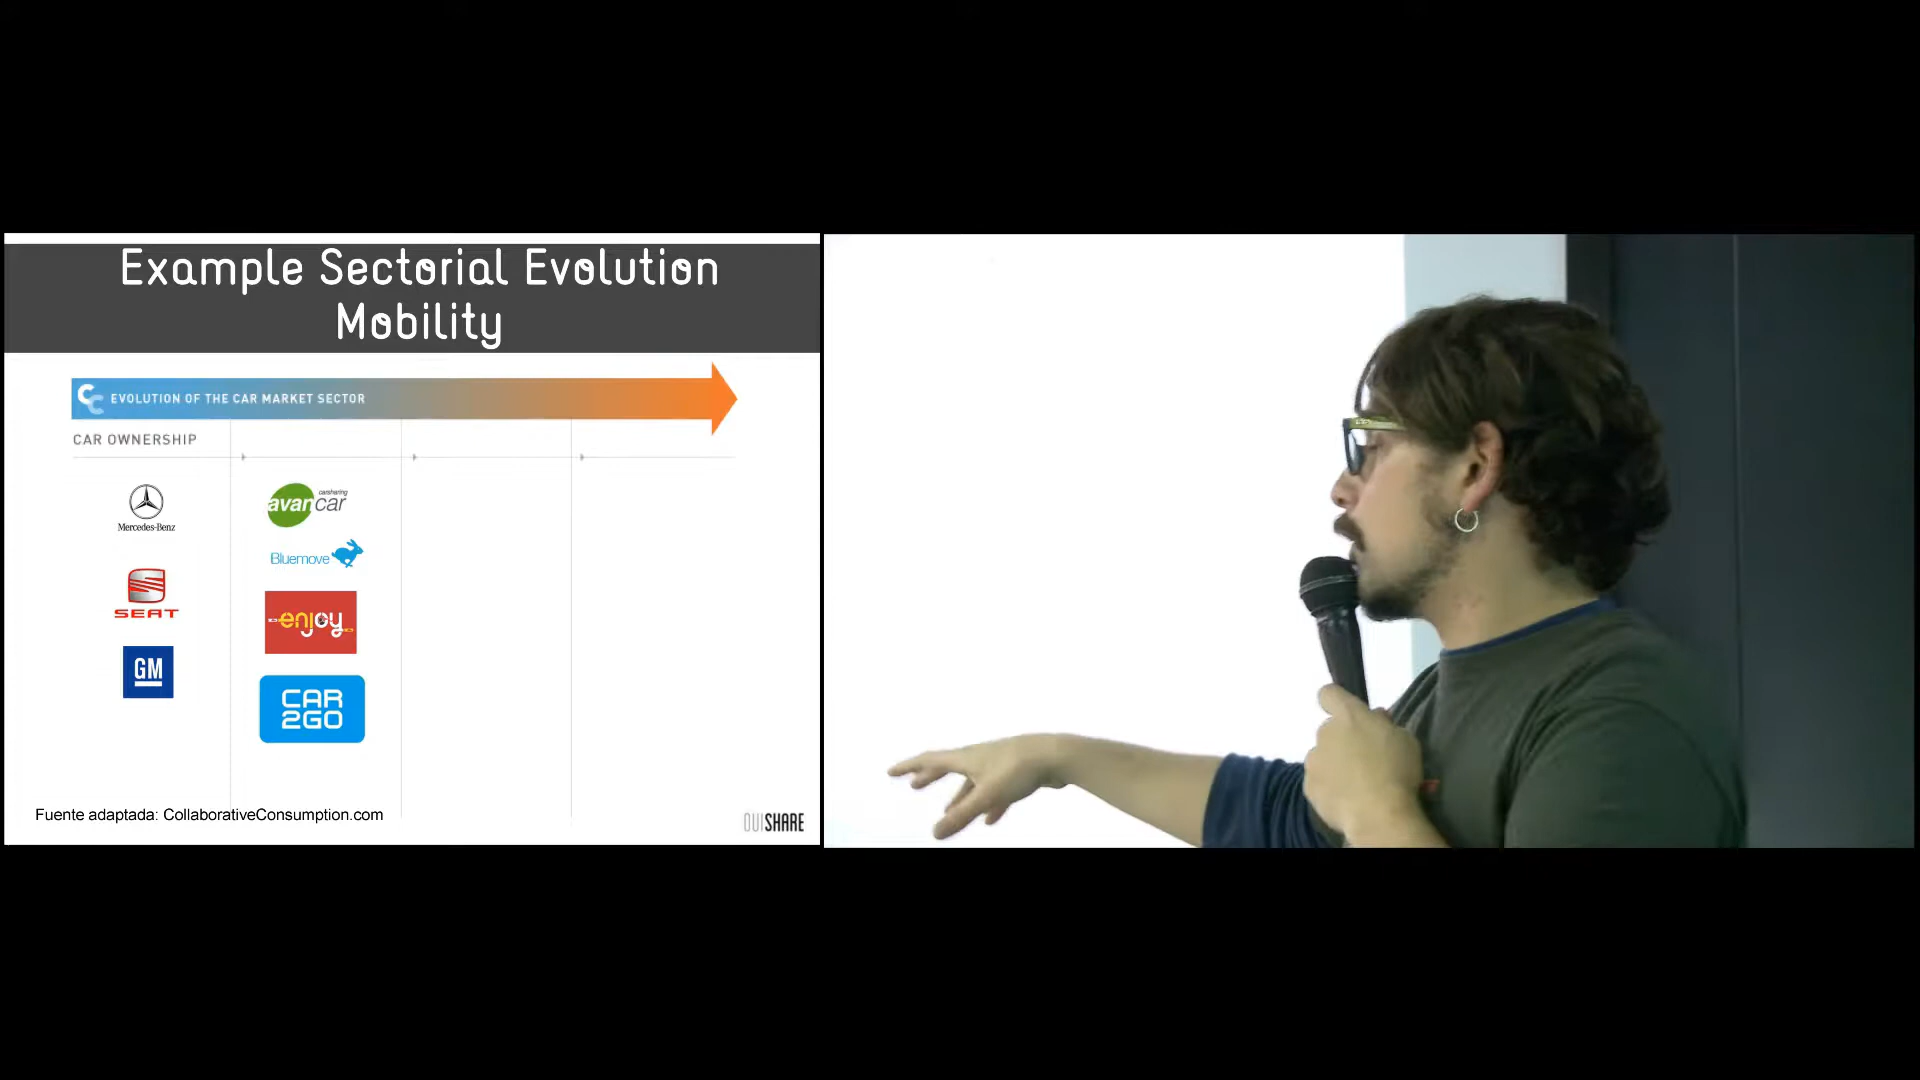 Example Sectorial Evolution
Mobility
CC EVOLUTION OF THE CAR MARKET SECTOR
CAR OWNERSHIP
Mercedes-Benz
SEAT
GM
carsharing
avancar
Bluemove
enjoy
CAR
2GO
Fuente adaptada: CollaborativeConsumption.com
OUISHARE